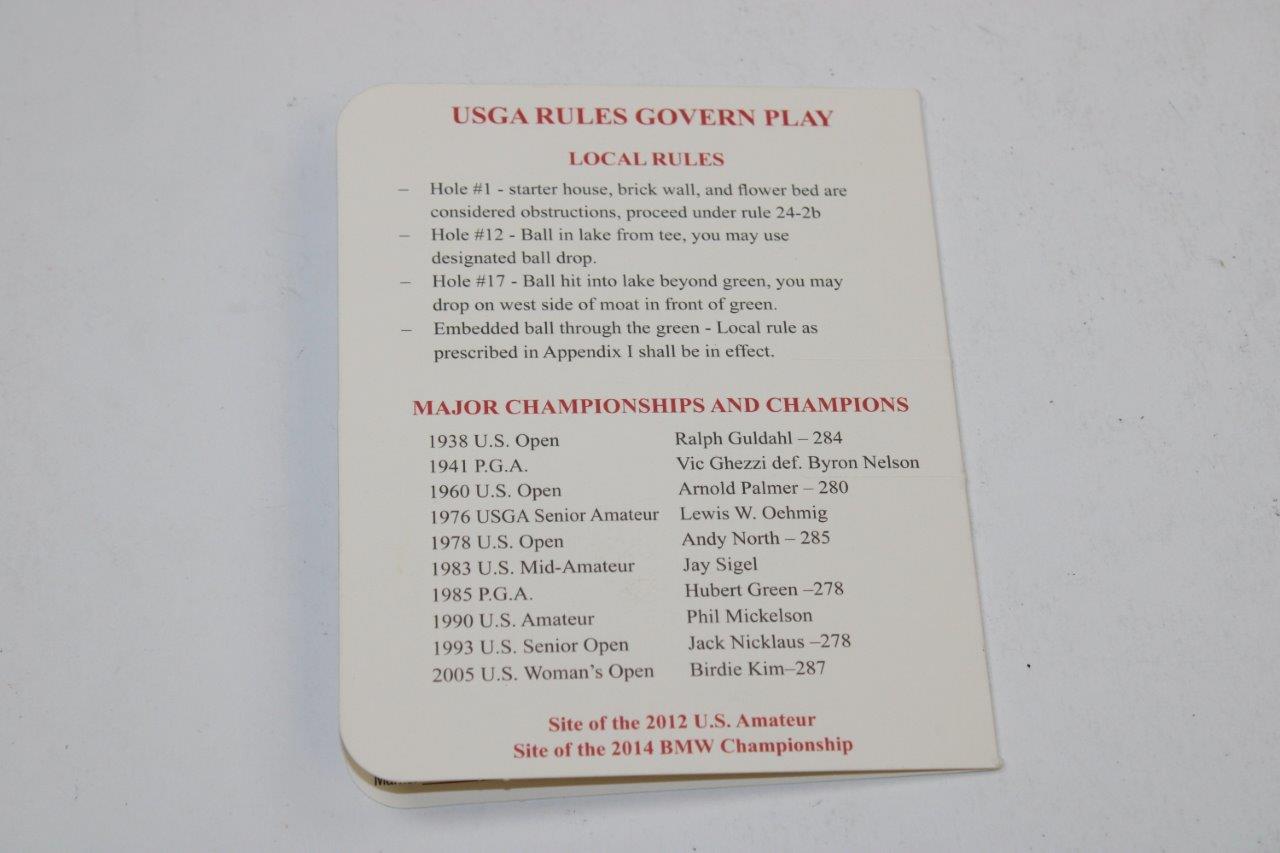 USGA RULES GOVERN PLAY
LOCAL RULES
– Hole #1 - starter house, brick wall, and flower bed are
considered obstructions, proceed under rule 24-2b
– Hole #12 - Ball in lake from tee, you may use
designated ball drop.
– Hole #17 - Ball hit into lake beyond green, you may
drop on west side of moat in front of green.
– Embedded ball through the green - Local rule as
prescribed in Appendix I shall be in effect.
MAJOR CHAMPIONSHIPS AND CHAMPIONS
1938 U.S. Open Ralph Guldahl – 284
1941 P.G.A. Vic Ghezzi def. Byron Nelson
1960 U.S. Open Arnold Palmer – 280
1976 USGA Senior Amateur Lewis W. Oehmig
1978 U.S. Open Andy North – 285
1983 U.S. Mid-Amateur Jay Sigel
1985 P.G.A. Hubert Green –278
1990 U.S. Amateur Phil Mickelson
1993 U.S. Senior Open Jack Nicklaus –278
2005 U.S. Woman's Open Birdie Kim–287
Site of the 2012 U.S. Amateur
Site of the 2014 BMW Championship